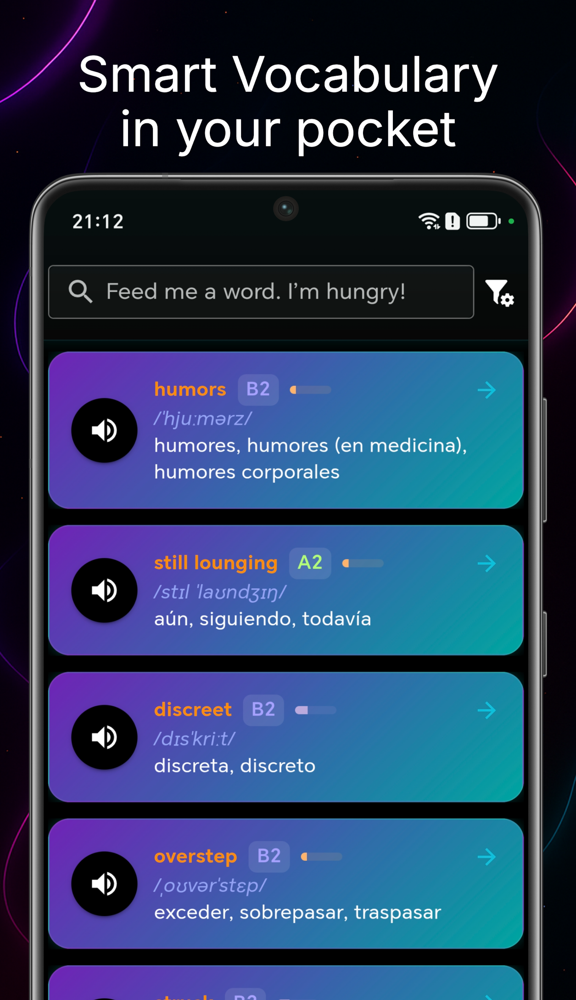 Smart Vocabulary
in your pocket
21:12
Feed me a word. I’m hungry!
humors B2
/ˈhjuːmərz/
humores, humores (en medicina),
humores corporales
still lounging A2
/stɪl ˈlaʊndʒɪŋ/
aún, siguiendo, todavía
discreet B2
/dɪsˈkriːt/
discreta, discreto
overstep B2
/ˌoʊvərˈstɛp/
exceder, sobrepasar, traspasar